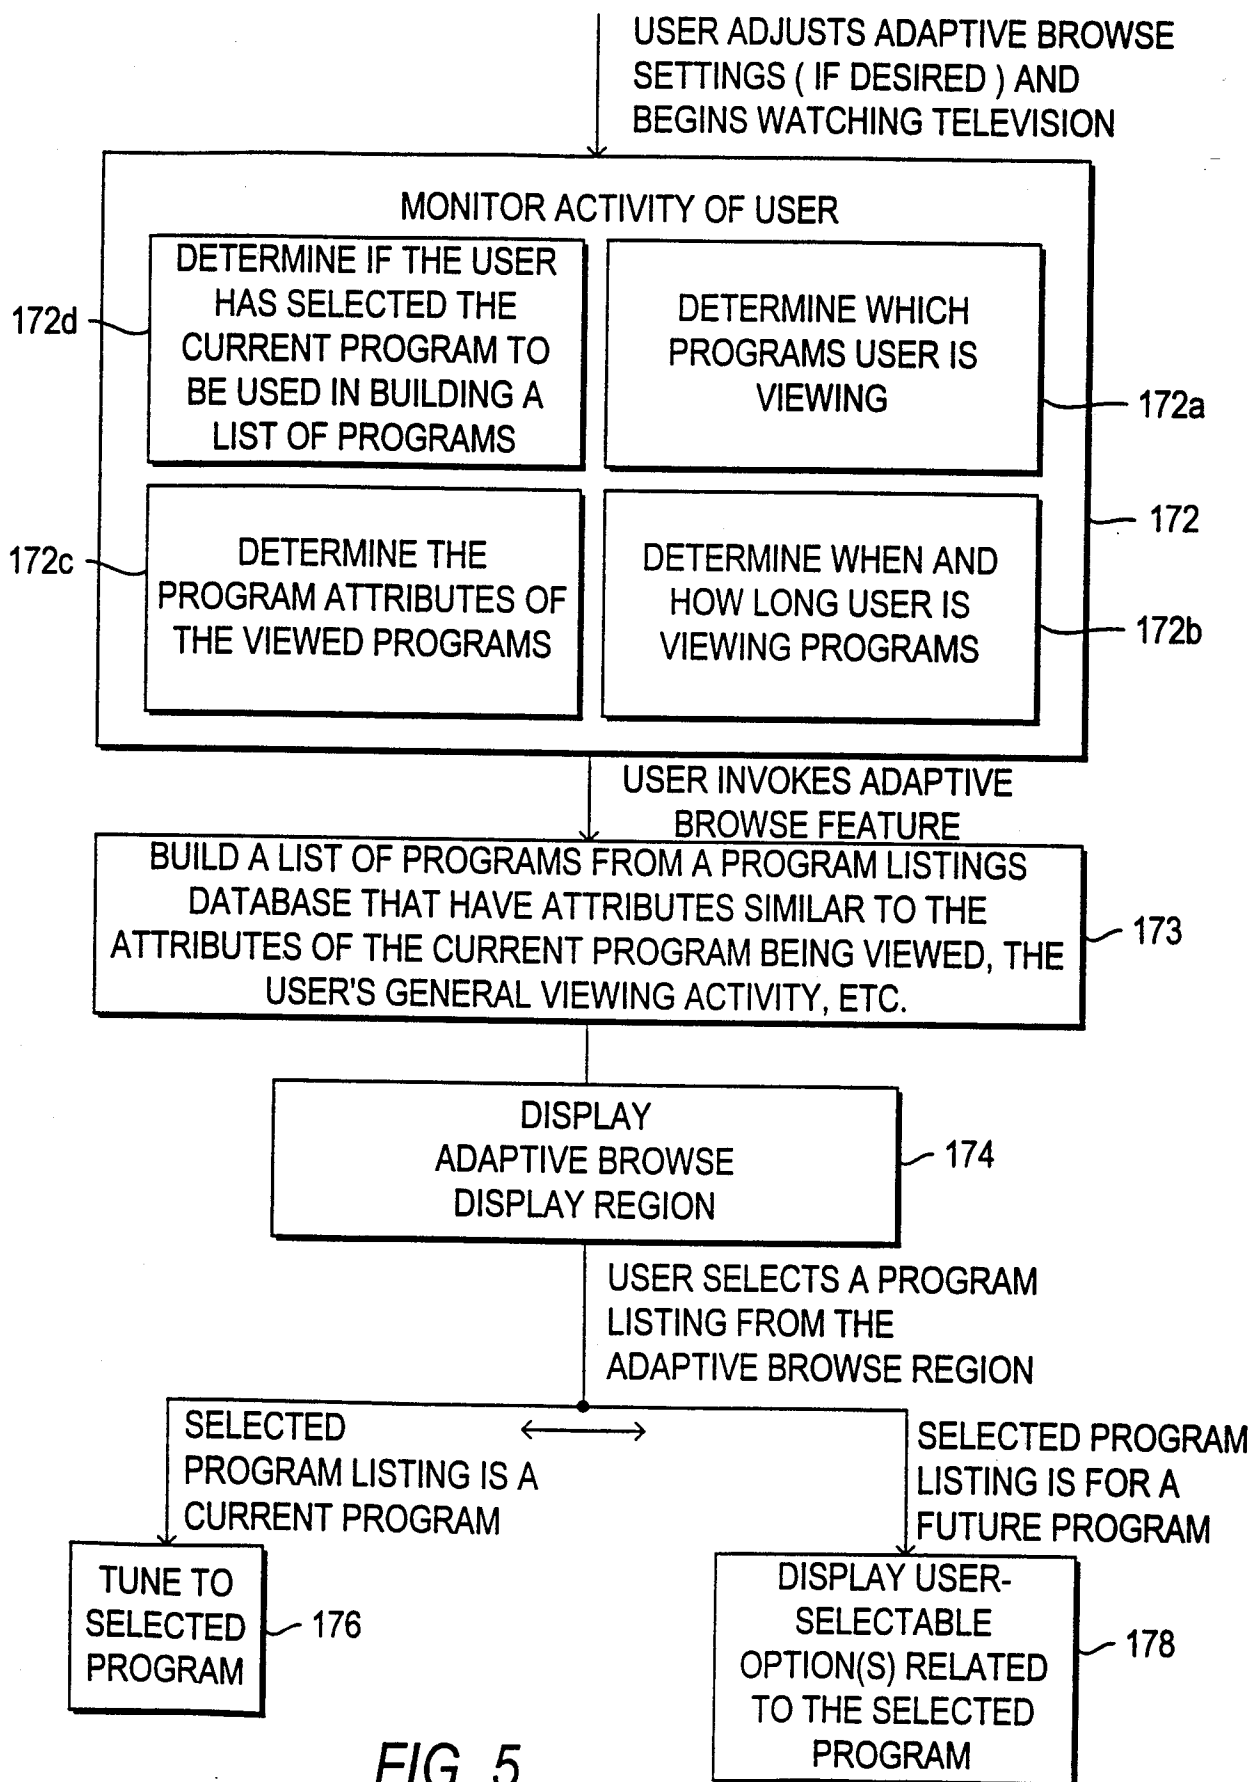 USER ADJUSTS ADAPTIVE BROWSE
SETTINGS ( IF DESIRED ) AND
BEGINS WATCHING TELEVISION
MONITOR ACTIVITY OF USER
DETERMINE IF THE USER
HAS SELECTED THE
CURRENT PROGRAM TO
BE USED IN BUILDING A
LIST OF PROGRAMS
172d
DETERMINE WHICH
PROGRAMS USER IS
VIEWING
172a
172
DETERMINE THE
PROGRAM ATTRIBUTES OF
THE VIEWED PROGRAMS
172c
DETERMINE WHEN AND
HOW LONG USER IS
VIEWING PROGRAMS
172b
USER INVOKES ADAPTIVE
BROWSE FEATURE
BUILD A LIST OF PROGRAMS FROM A PROGRAM LISTINGS
DATABASE THAT HAVE ATTRIBUTES SIMILAR TO THE
ATTRIBUTES OF THE CURRENT PROGRAM BEING VIEWED, THE
USER'S GENERAL VIEWING ACTIVITY, ETC.
173
DISPLAY
ADAPTIVE BROWSE
DISPLAY REGION
174
USER SELECTS A PROGRAM
LISTING FROM THE
ADAPTIVE BROWSE REGION
SELECTED
PROGRAM LISTING IS A
CURRENT PROGRAM
SELECTED PROGRAM
LISTING IS FOR A
FUTURE PROGRAM
TUNE TO
SELECTED
PROGRAM
176
DISPLAY USER-
SELECTABLE
OPTION(S) RELATED
TO THE SELECTED
PROGRAM
178
FIG. 5